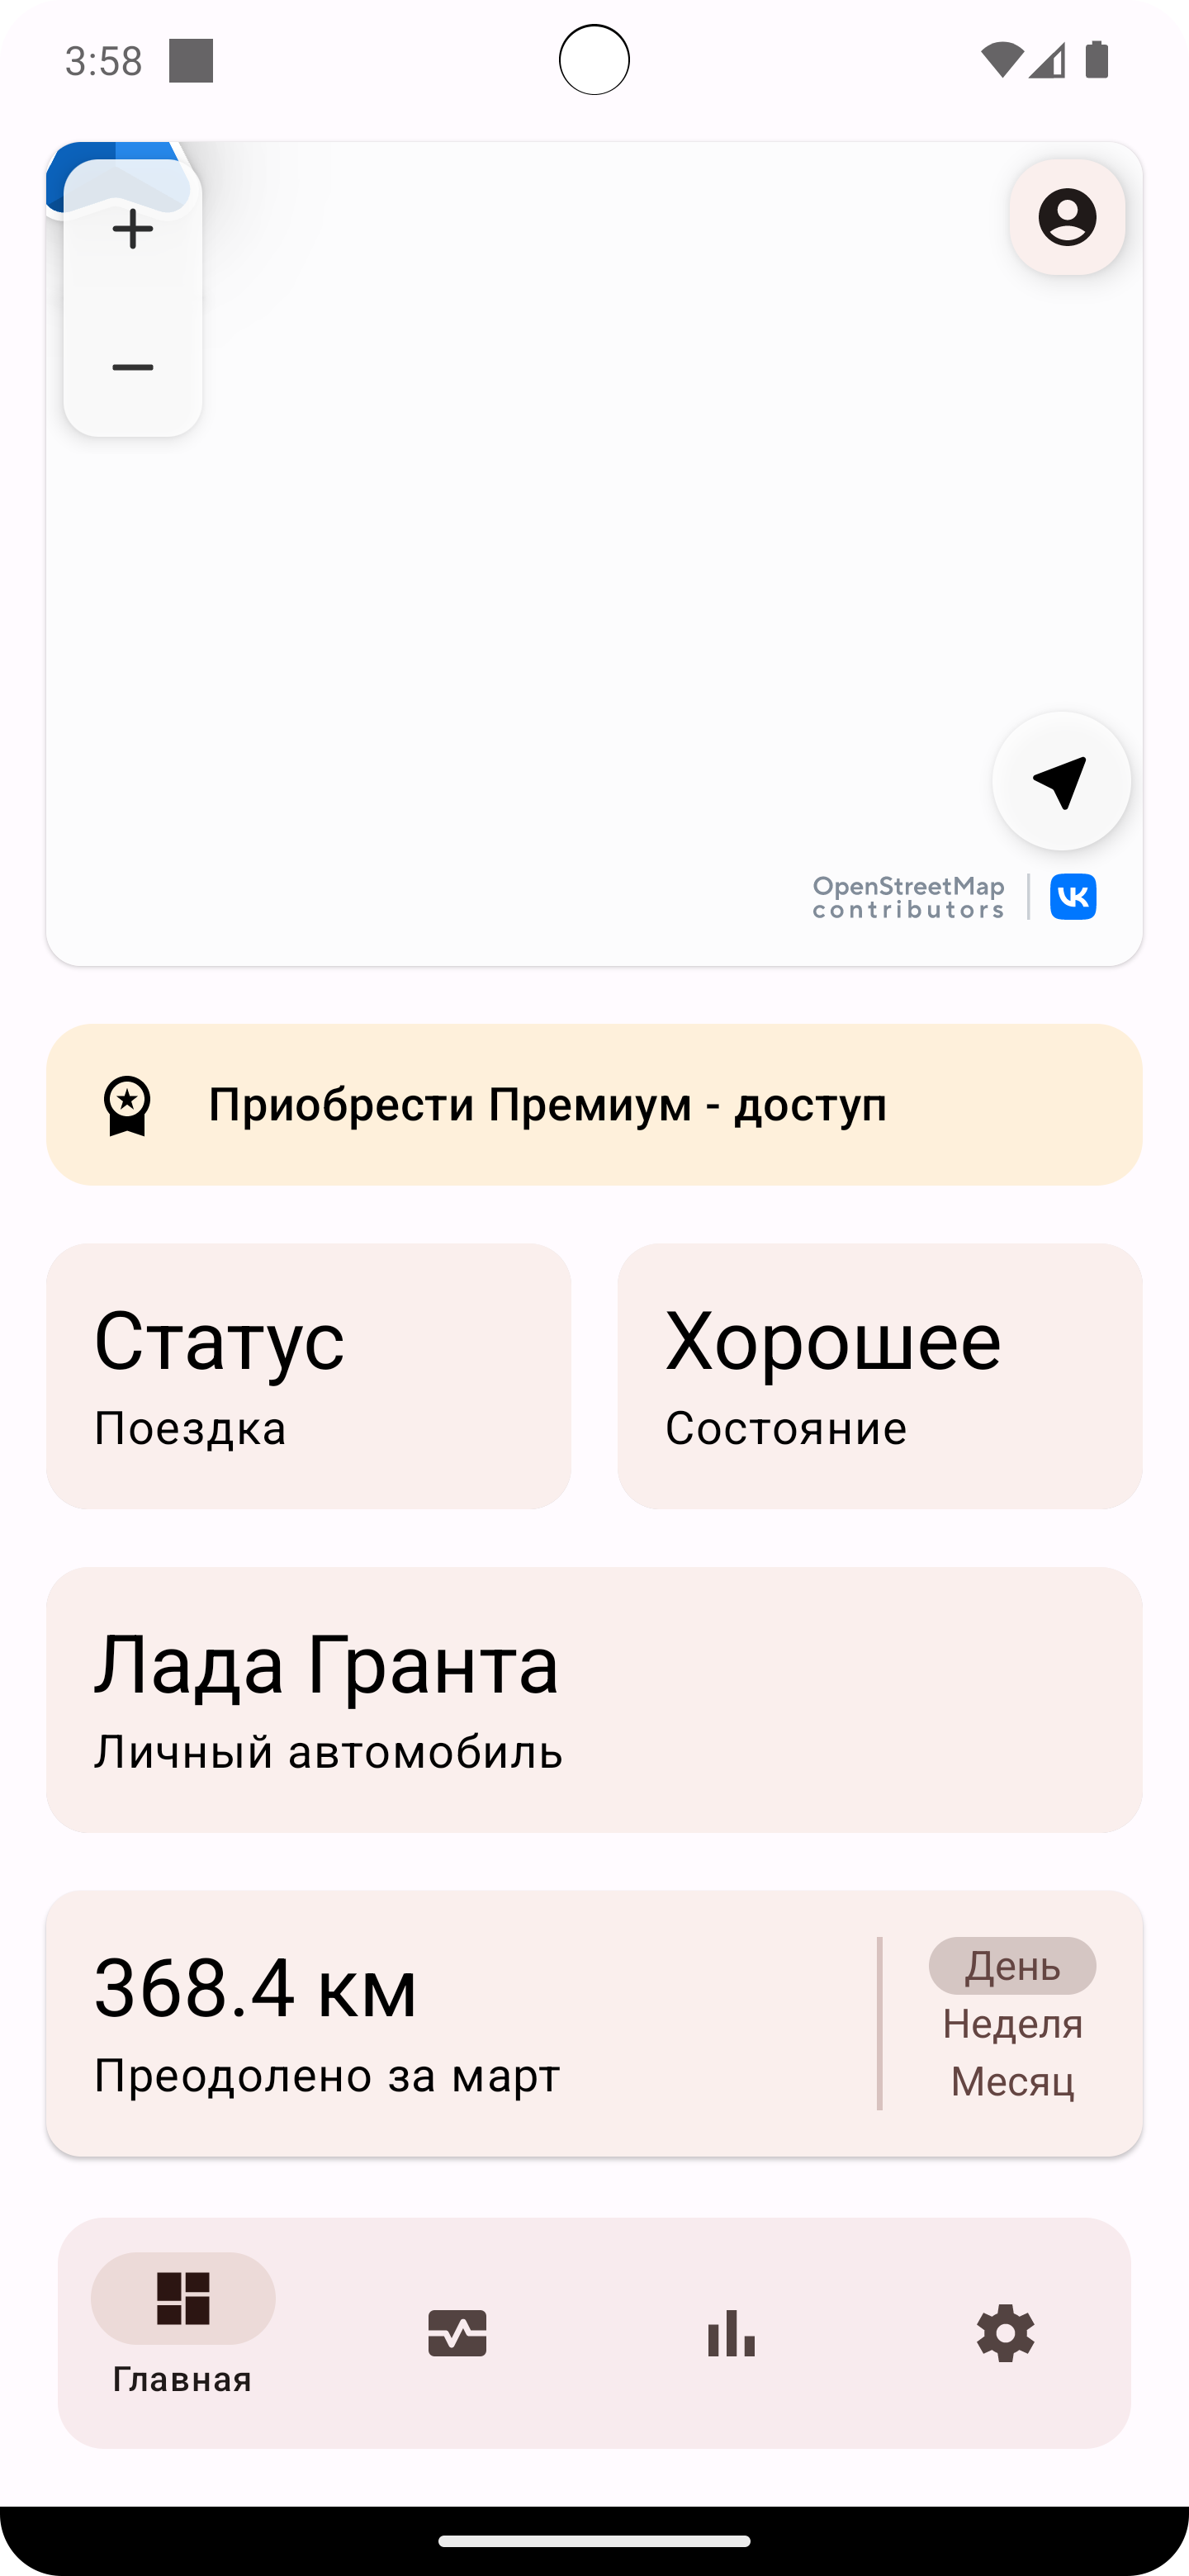 3:58
OpenStreetMap
contributors
Приобрести Премиум - доступ
Статус
Поездка
Хорошее
Состояние
Лада Гранта
Личный автомобиль
368.4 км
Преодолено за март
День
Неделя
Месяц
Главная